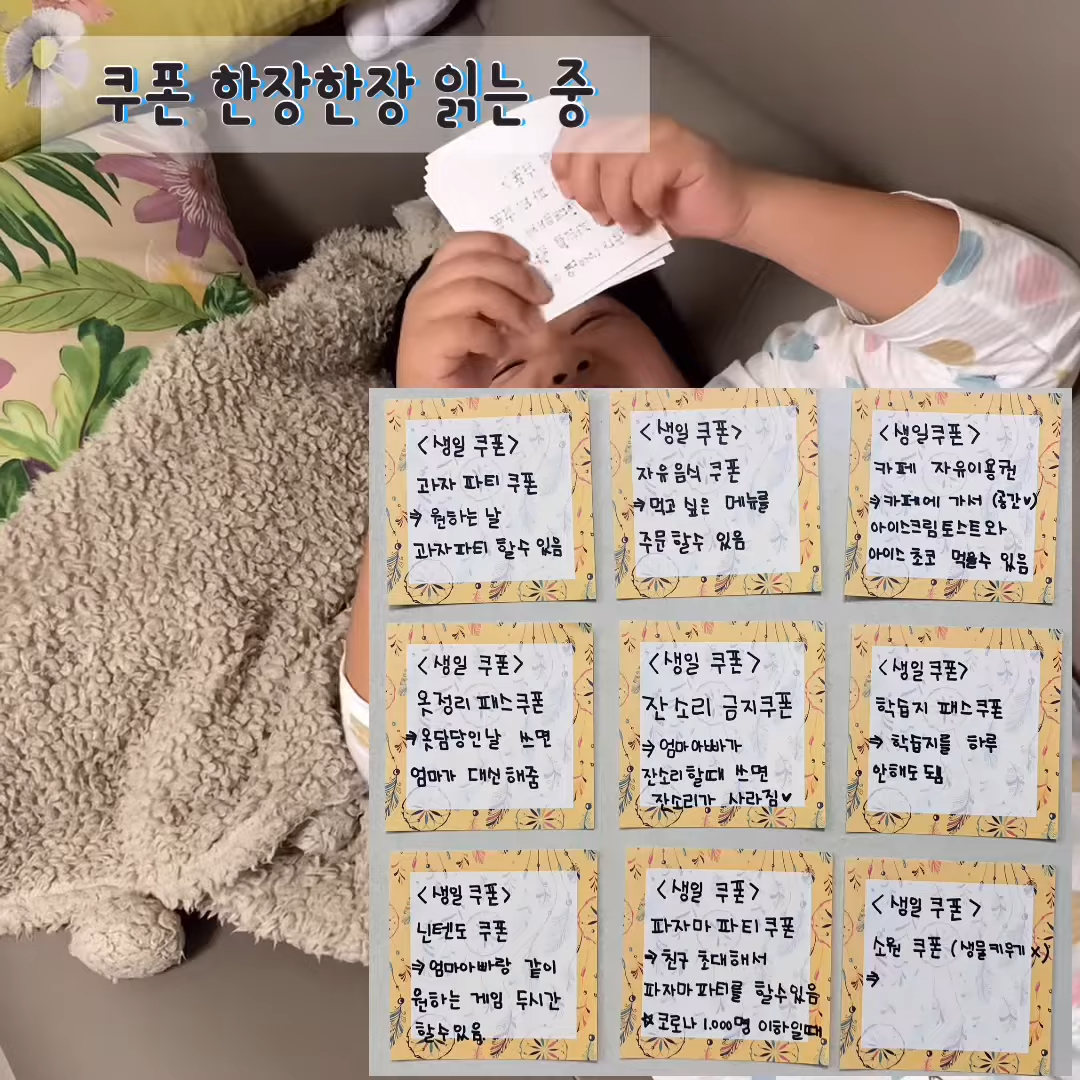 쿠폰 한장한장 읽는 중
<생일 쿠폰>
과자 파티 쿠폰
⇒ 원하는 날
과자파티 할수 있음
<생일 쿠폰>
자유 음식 쿠폰
⇒ 먹고 싶은 메뉴를
주문 할수 있음
<생일쿠폰>
카페 자유이용권
⇒ 카페에 가서 (공간♡)
아이스크림토스트와
아이스 초코 먹을수 있음
<생일 쿠폰>
옷정리 패스쿠폰
⇒ 옷담당인날 쓰면
엄마가 대신해줌
<생일 쿠폰>
잔소리 금지쿠폰
⇒ 엄마아빠가
잔소리할때 쓰면
잔소리가 사라짐♥
<생일 쿠폰>
학습지 패스쿠폰
⇒ 학습지를 하루
안해도 됨
<생일 쿠폰>
닌텐도 쿠폰
⇒ 엄마아빠랑 같이
원하는 게임 두시간
할수있음.
<생일 쿠폰>
파자마 파티 쿠폰
→ 친구 초대해서
파자마 파티를 할수있음
☆코로나 1.000명 이하일때
<생일 쿠폰>
소원 쿠폰 (생물키우기 x)
⇒